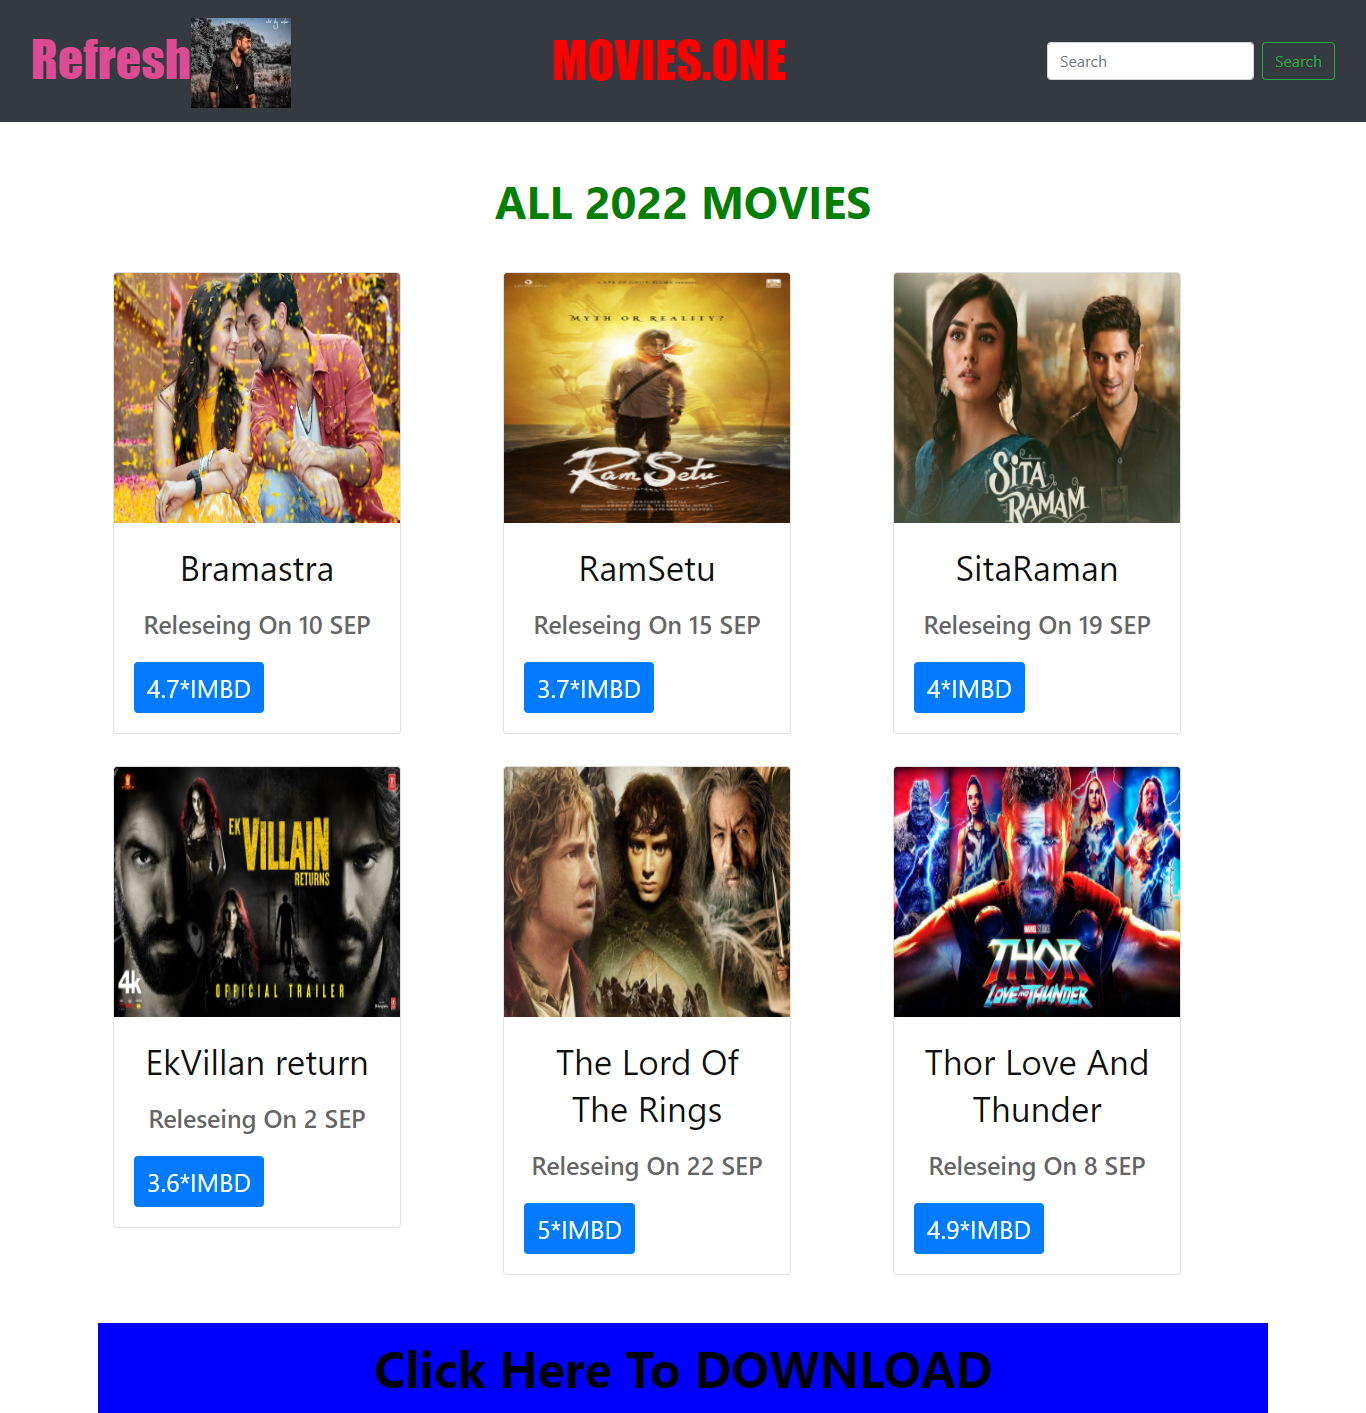 Refresh
MOVIES.ONE
Search
Search
ALL 2022 MOVIES
MYTH OR REALITY?
Ram Setu
SITA
RAMAM
Bramastra
RamSetu
SitaRaman
Releseing On 10 SEP
Releseing On 15 SEP
Releseing On 19 SEP
4.7*IMBD
3.7*IMBD
4*IMBD
EK
VILLAIN
RETURNS
4k
OFFICIAL TRAILER
MARVEL STUDIOS
THOR
LOVE AND THUNDER
EkVillan return
The Lord Of
The Rings
Thor Love And
Thunder
Releseing On 2 SEP
Releseing On 22 SEP
Releseing On 8 SEP
3.6*IMBD
5*IMBD
4.9*IMBD
Click Here To DOWNLOAD